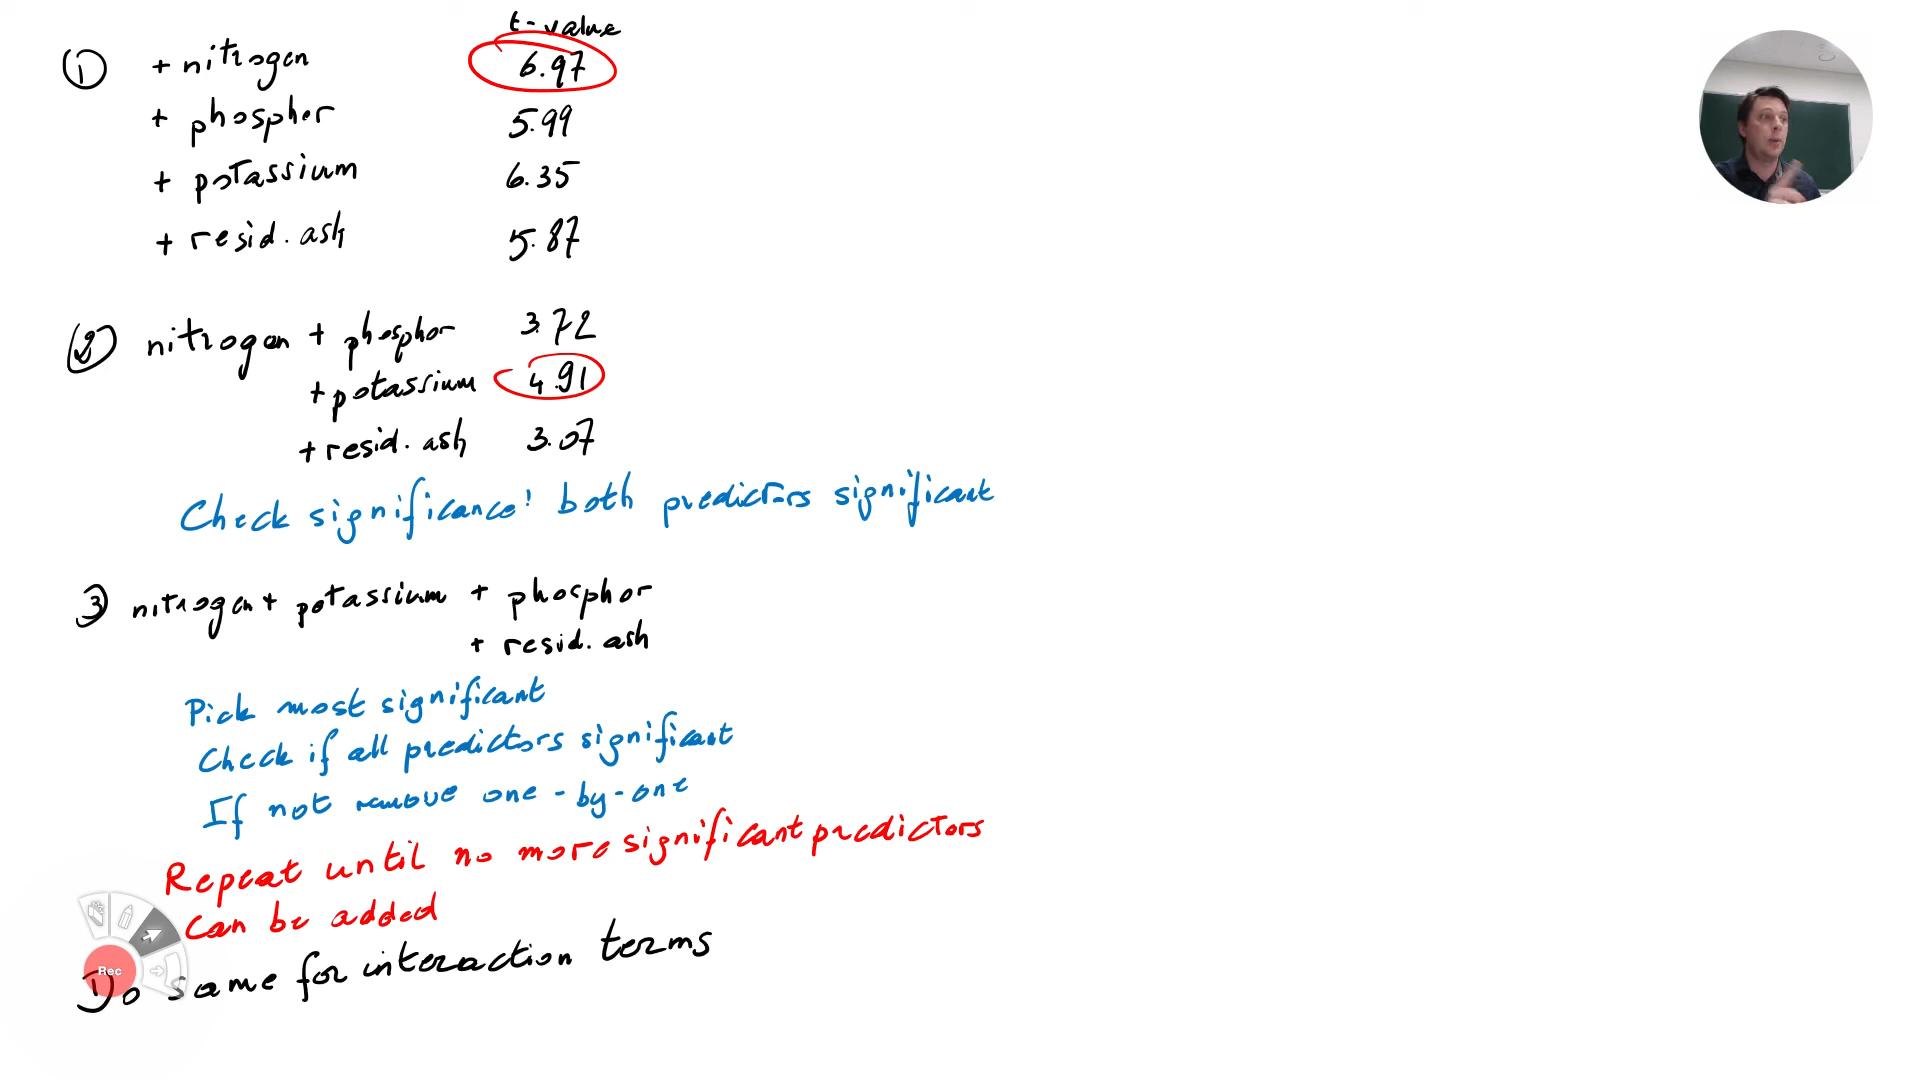 t-value
① + nitrogen 6.97
+ phosphor 5.99
+ potassium 6.35
+ resid. ash 5.87
② nitrogen + phosphor 3.72
+ potassium 4.91
+ resid. ash 3.07
Check significance! both predictors significant
③ nitrogen + potassium + phosphor
+ resid. ash
Pick most significant
Check if all predictors significant
If not remove one-by-one
Repeat until no more significant predictors
can be added
Rec
Do same for interaction terms